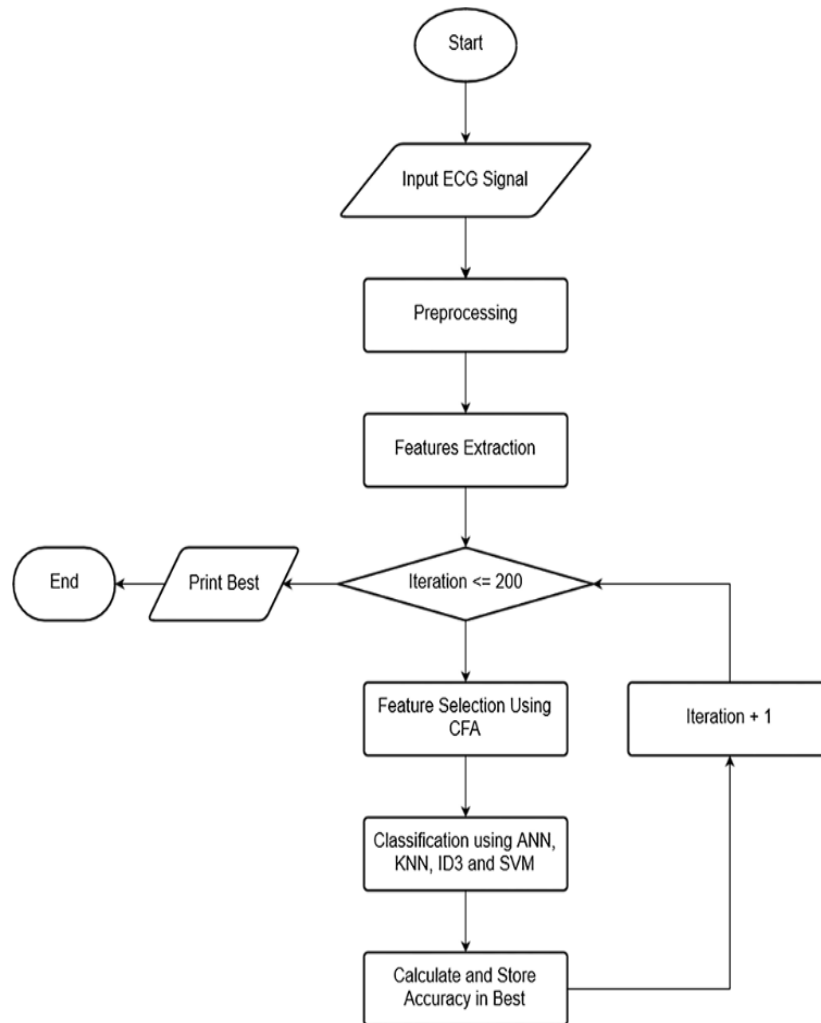 Start
Input ECG Signal
Preprocessing
Features Extraction
End
Print Best
Iteration <= 200
Feature Selection Using
CFA
Iteration + 1
Classification using ANN,
KNN, ID3 and SVM
Calculate and Store
Accuracy in Best